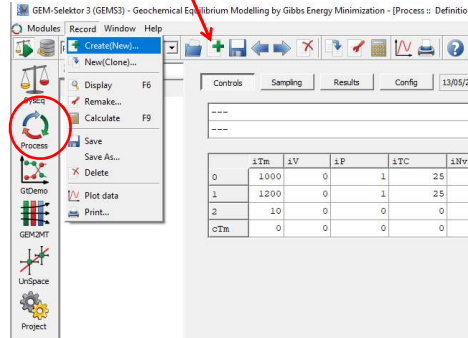 GEM-Selektor 3 (GEMS3) - Geochemical Equilibrium Modelling by Gibbs Energy Minimization - [Process :: Definitio
Modules Record Window Help
Create(New)...
New(Clone)...
Display F6
Remake...
Calculate F9
Save
Save As...
Delete
Plot data
Print...
SysEq
Process
GtDemo
GEM2MT
UnSpace
Project
Controls Sampling Results Config 13/05/2
---
---
iTm iV iP iTC iNv
0 1000 0 1 25
1 1200 0 1 25
2 10 0 0 0
cTm 0 0 0 0